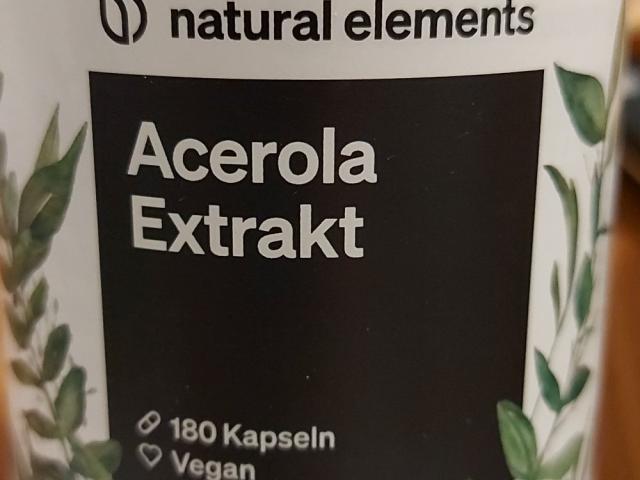 natural elements
Acerola
Extrakt
180 Kapseln
Vegan